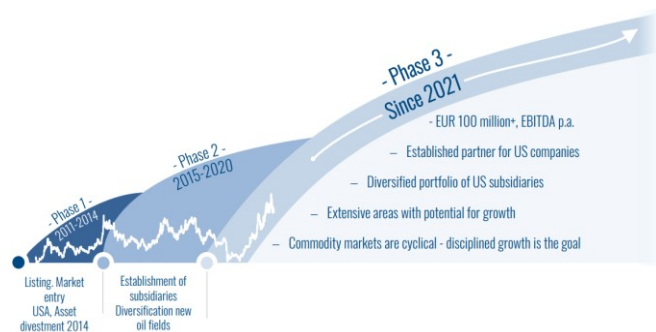 - Phase 1 -
2011-2014
- Phase 2 -
2015-2020
- Phase 3 -
Since 2021
- EUR 100 million+, EBITDA p.a.
– Established partner for US companies
– Diversified portfolio of US subsidiaries
– Extensive areas with potential for growth
– Commodity markets are cyclical - disciplined growth is the goal
Listing. Market
entry
USA, Asset
divestment 2014
Establishment of
subsidiaries
Diversification new
oil fields